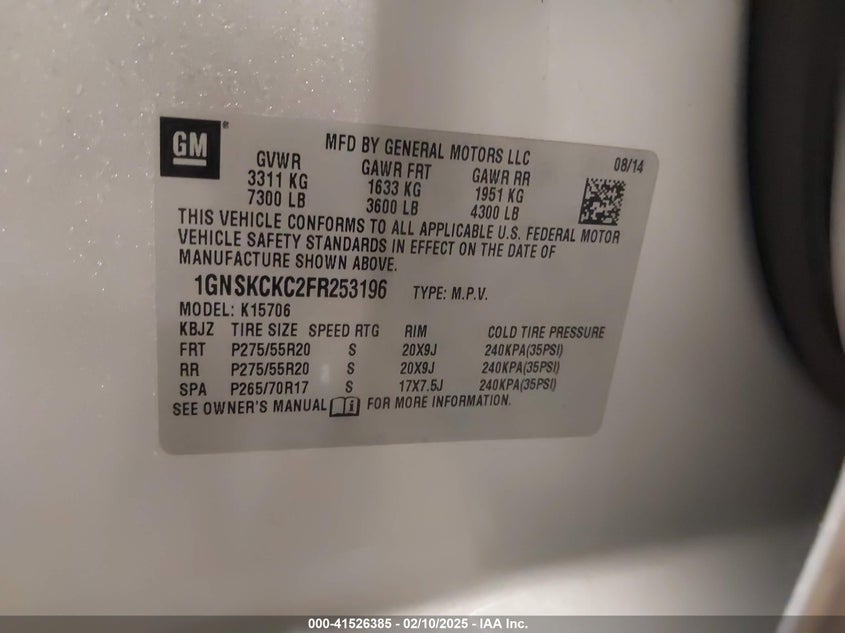 GM®
MFD BY GENERAL MOTORS LLC
08/14
GVWR GAWR FRT GAWR RR
3311 KG 1633 KG 1951 KG
7300 LB 3600 LB 4300 LB
THIS VEHICLE CONFORMS TO ALL APPLICABLE U.S. FEDERAL MOTOR
VEHICLE SAFETY STANDARDS IN EFFECT ON THE DATE OF
MANUFACTURE SHOWN ABOVE.
1GNSKCKC2FR253196 TYPE: M.P.V.
MODEL: K15706
KBJZ TIRE SIZE SPEED RTG RIM COLD TIRE PRESSURE
FRT P275/55R20 S 20X9J 240KPA(35PSI)
RR P275/55R20 S 20X9J 240KPA(35PSI)
SPA P265/70R17 S 17X7.5J 240KPA(35PSI)
SEE OWNER'S MANUAL i FOR MORE INFORMATION.
000-41526385 - 02/10/2025 - IAA Inc.